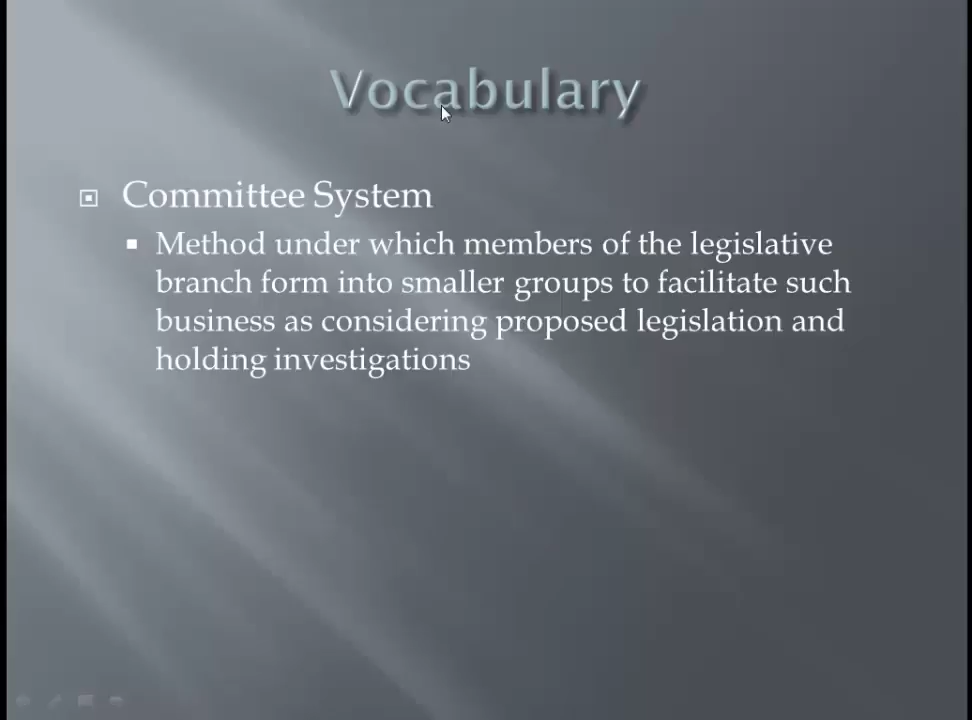 Vocabulary
Committee System
Method under which members of the legislative
branch form into smaller groups to facilitate such
business as considering proposed legislation and
holding investigations